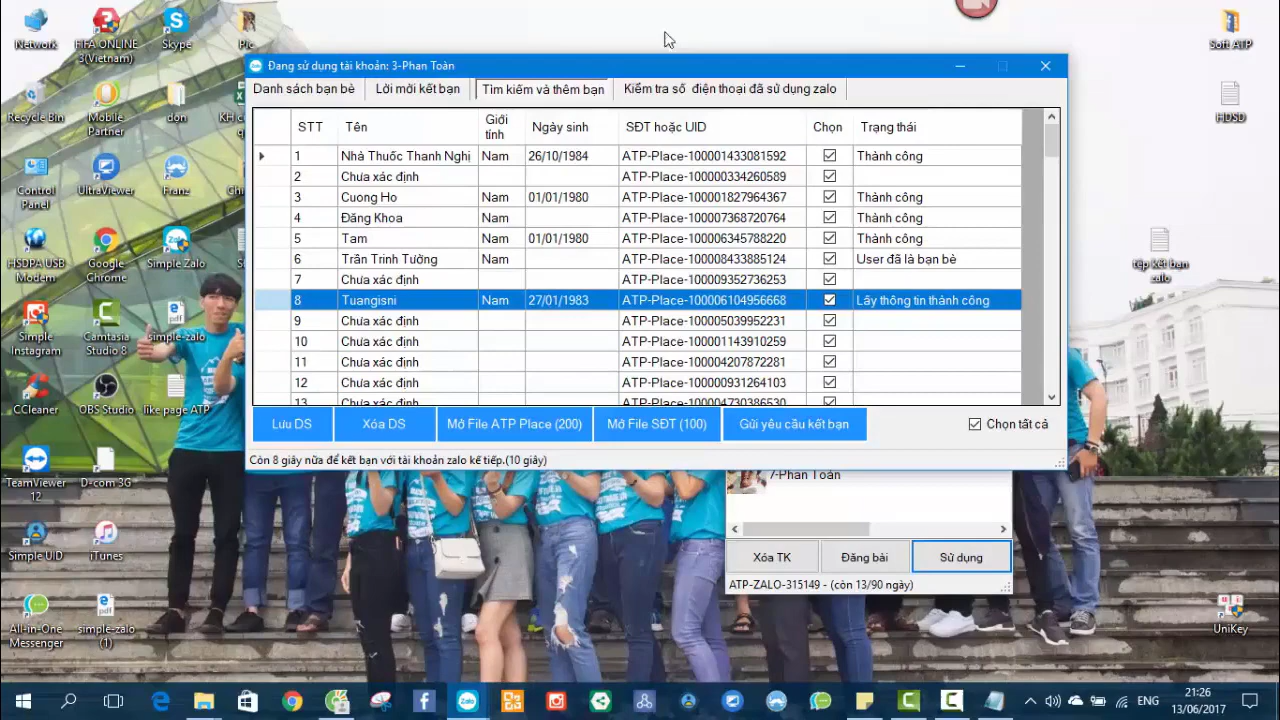 Network
FIFA ONLINE 3(Vietnam)
Skype
Pic
Soft ATP
Đang sử dụng tài khoản: 3-Phan Toàn
Danh sách bạn bè
Lời mời kết bạn
Tìm kiếm và thêm bạn
Kiểm tra số điện thoại đã sử dụng zalo
STT Tên Giới tính Ngày sinh SĐT hoặc UID Chọn Trạng thái
1 Nhà Thuốc Thanh Nghị Nam 26/10/1984 ATP-Place-100001433081592 Thành công
2 Chưa xác định ATP-Place-100000334260589
3 Cuong Ho Nam 01/01/1980 ATP-Place-100001827964367 Thành công
4 Đăng Khoa Nam ATP-Place-100007368720764 Thành công
5 Tam Nam 01/01/1980 ATP-Place-100006345788220 Thành công
6 Trần Trinh Tường Nam ATP-Place-100008433885124 User đã là bạn bè
7 Chưa xác định ATP-Place-100009352736253
8 Tuangisni Nam 27/01/1983 ATP-Place-100006104956668 Lấy thông tin thành công
9 Chưa xác định ATP-Place-100005039952231
10 Chưa xác định ATP-Place-100001143910259
11 Chưa xác định ATP-Place-100004207872281
12 Chưa xác định ATP-Place-100000931264103
13 Chưa xác định ATP-Place-100004730386530
Lưu DS
Xóa DS
Mở File ATP Place (200)
Mở File SĐT (100)
Gửi yêu cầu kết bạn
Chọn tất cả
Còn 8 giây nữa để kết bạn với tài khoản zalo kế tiếp.(10 giây)
7-Phan Toàn
Xóa TK
Đăng bài
Sử dụng
ATP-ZALO-315149 - (còn 13/90 ngày)
Recycle Bin
Mobile Partner
dọn
KH c
HDSD
Control Panel
UltraViewer
Franz
HSDPA USB Modem
Google Chrome
Simple Zalo
tệp kết bạn zalo
Simple Instagram
Camtasia Studio 8
simple-zalo
CCleaner
OBS Studio
like page ATP
TeamViewer 12
D-com 3G
Simple UID
iTunes
All-in-One Messenger
simple-zalo (1)
UniKey
ENG
21:26
13/06/2017